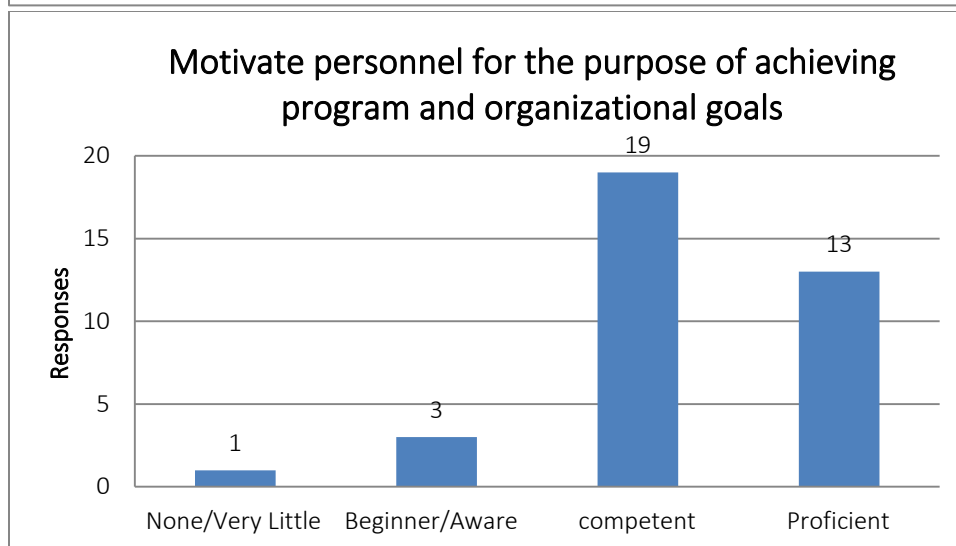 Motivate personnel for the purpose of achieving
program and organizational goals
20
15
10
5
0
Responses
1
3
19
13
None/Very Little
Beginner/Aware
competent
Proficient